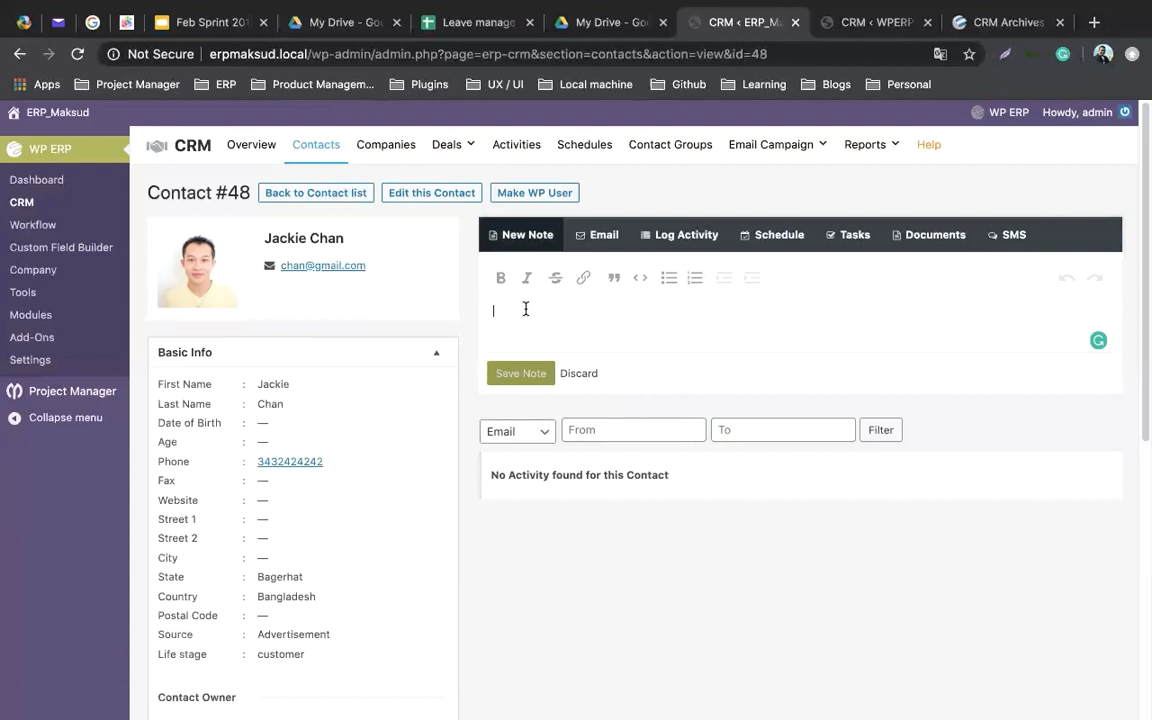 Feb Sprint 201
My Drive - Goo
Leave manage
My Drive - Goo
CRM ‹ ERP_Ma
CRM ‹ WPERP
CRM Archives
Not Secure
erpmaksud.local/wp-admin/admin.php?page=erp-crm&section=contacts&action=view&id=48
Apps Project Manager ERP Product Managem... Plugins UX / UI Local machine Github Learning Blogs Personal
ERP_Maksud WP ERP Howdy, admin
WP ERP
Dashboard
CRM
Workflow
Custom Field Builder
Company
Tools
Modules
Add-Ons
Settings
Project Manager
Collapse menu
CRM Overview Contacts Companies Deals Activities Schedules Contact Groups Email Campaign Reports Help
Contact #48 Back to Contact list Edit this Contact Make WP User
Jackie Chan
chan@gmail.com
Basic Info
First Name : Jackie
Last Name : Chan
Date of Birth : —
Age : —
Phone : 3432424242
Fax : —
Website : —
Street 1 : —
Street 2 : —
City : —
State : Bagerhat
Country : Bangladesh
Postal Code : —
Source : Advertisement
Life stage : customer
Contact Owner
New Note Email Log Activity Schedule Tasks Documents SMS
Save Note Discard
Email From To Filter
No Activity found for this Contact